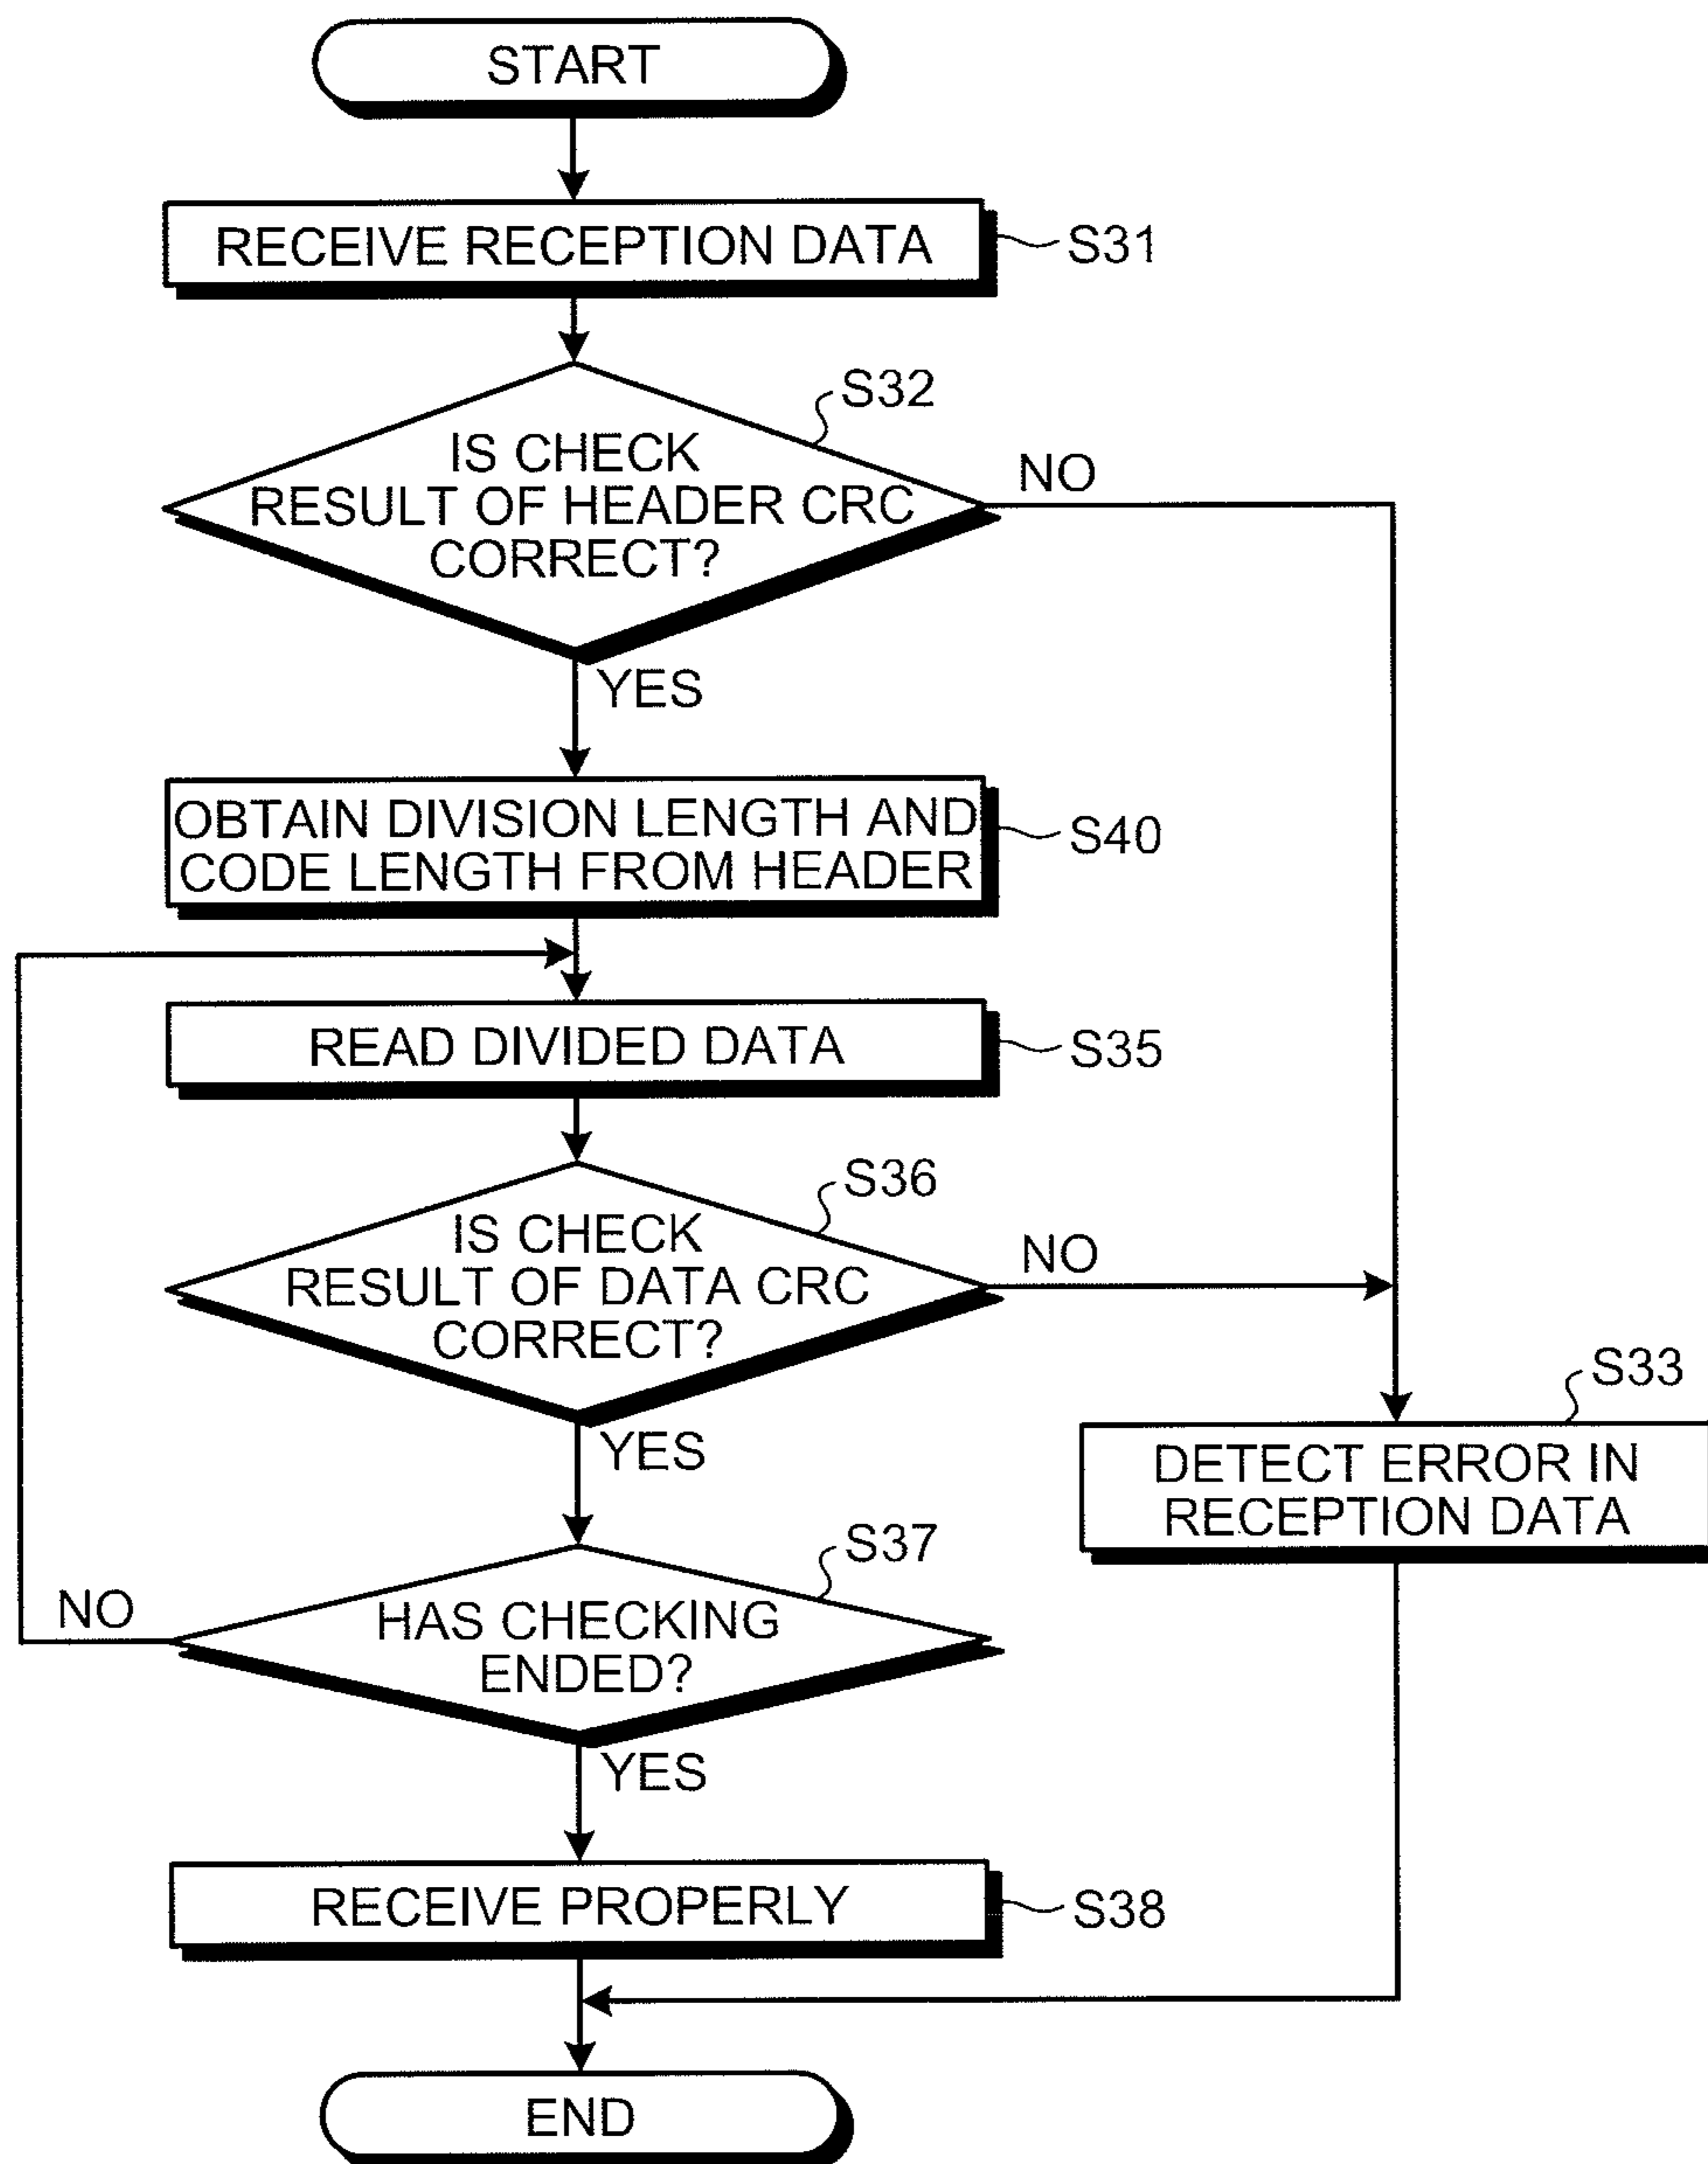 START
RECEIVE RECEPTION DATA
S31
S32
IS CHECK
RESULT OF HEADER CRC
CORRECT?
NO
YES
OBTAIN DIVISION LENGTH AND
CODE LENGTH FROM HEADER
S40
READ DIVIDED DATA
S35
S36
IS CHECK
RESULT OF DATA CRC
CORRECT?
NO
YES
S33
DETECT ERROR IN
RECEPTION DATA
S37
HAS CHECKING
ENDED?
NO
YES
RECEIVE PROPERLY
S38
END